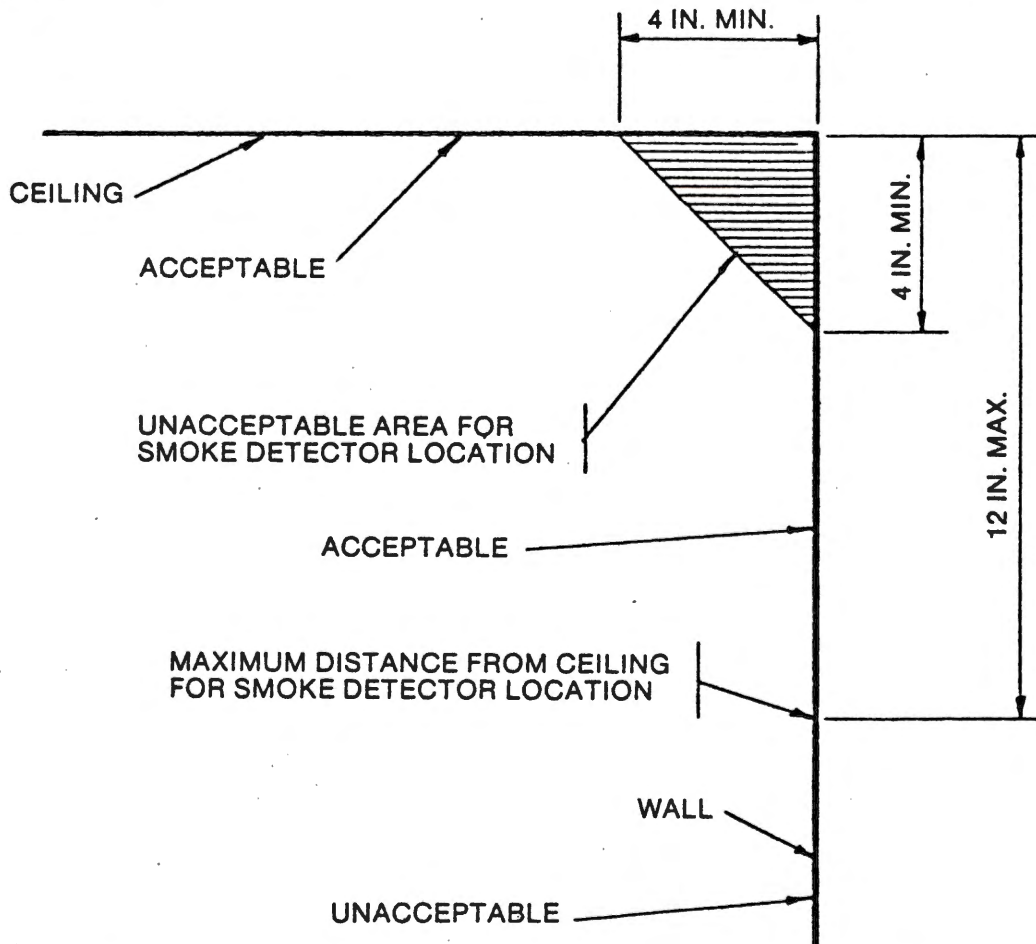 4 IN. MIN.
CEILING
ACCEPTABLE
4 IN. MIN.
UNACCEPTABLE AREA FOR
SMOKE DETECTOR LOCATION
12 IN. MAX.
ACCEPTABLE
MAXIMUM DISTANCE FROM CEILING
FOR SMOKE DETECTOR LOCATION
WALL
UNACCEPTABLE